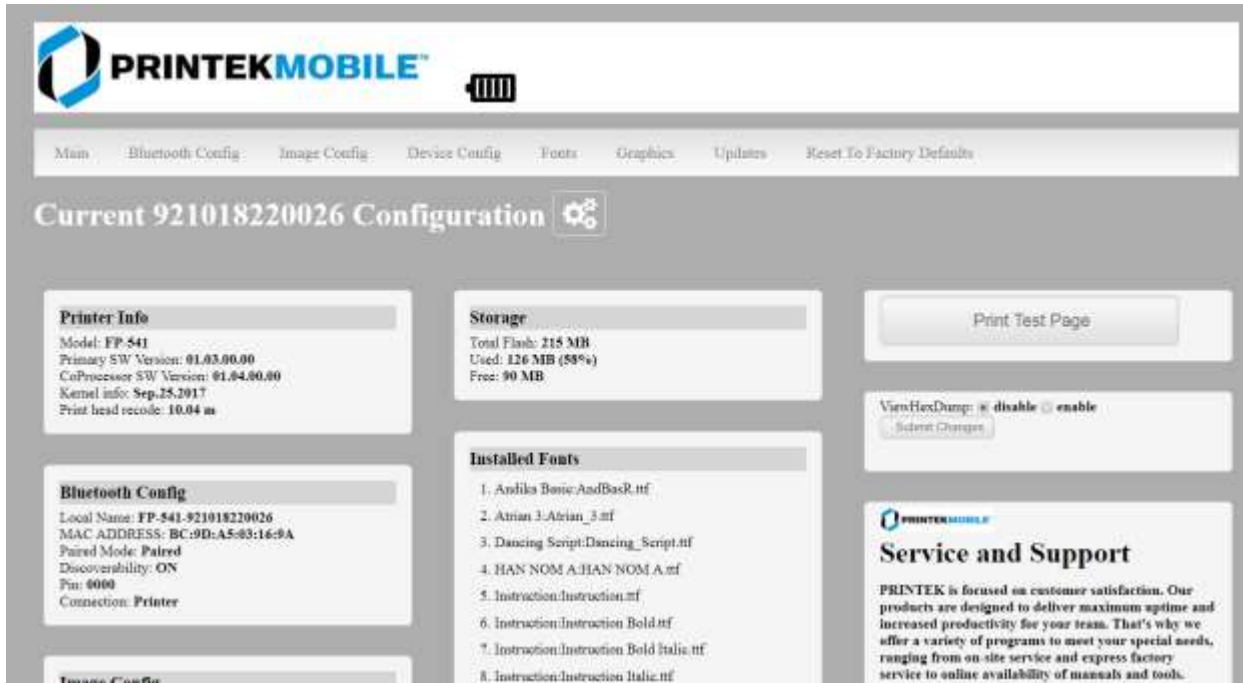 PRINTEKMOBILE™
Main Bluetooth Config Image Config Device Config Fonts Graphics Updates Reset To Factory Defaults
Current 921018220026 Configuration
Printer Info
Model: FP-541
Primary SW Version: 01.03.00.00
CoProcessor SW Version: 01.04.00.00
Kernel info: Sep.25.2017
Print head recode: 10.04 m
Bluetooth Config
Local Name: FP-541-921018220026
MAC ADDRESS: BC:9D:A5:03:16:9A
Paired Mode: Paired
Discoverability: ON
Pin: 0000
Connection: Printer
Image Config
Storage
Total Flash: 215 MB
Used: 126 MB (58%)
Free: 90 MB
Installed Fonts
1. Andika Basic:AndBasR.ttf
2. Atrian 3:Atrian_3.ttf
3. Dancing Script:Dancing_Script.ttf
4. HAN NOM A:HAN NOM A.ttf
5. Instruction:Instruction.ttf
6. Instruction:Instruction Bold.ttf
7. Instruction:Instruction Bold Italic.ttf
8. Instruction:Instruction Italic.ttf
Print Test Page
ViewHexDump: disable enable
Submit Changes
PRINTEKMOBILE
Service and Support
PRINTEK is focused on customer satisfaction. Our
products are designed to deliver maximum uptime and
increased productivity for your team. That's why we
offer a variety of programs to meet your special needs,
ranging from on-site service and express factory
service to online availability of manuals and tools.